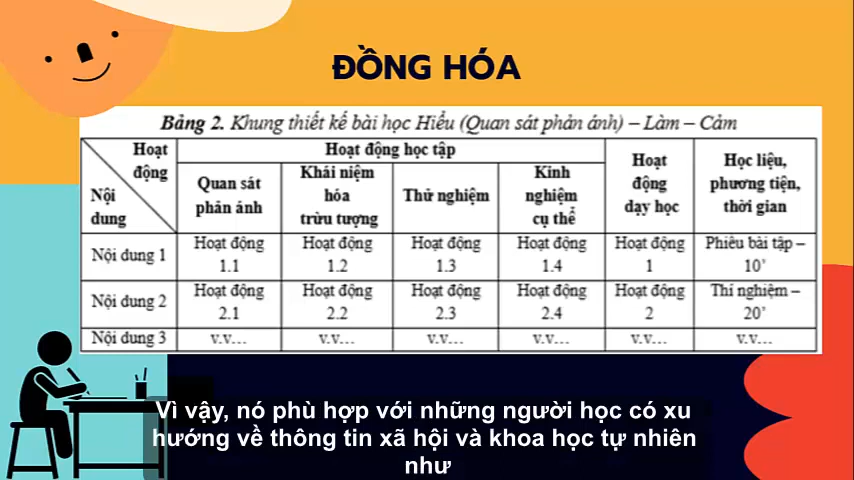 ĐỒNG HÓA
Bảng 2. Khung thiết kế bài học Hiểu (Quan sát phản ánh) – Làm – Cảm
Hoạt động
Nội dung
Hoạt động học tập
Quan sát phản ánh
Khái niệm hóa trừu tượng
Thử nghiệm
Kinh nghiệm cụ thể
Hoạt động dạy học
Học liệu, phương tiện, thời gian
Nội dung 1
Hoạt động 1.1
Hoạt động 1.2
Hoạt động 1.3
Hoạt động 1.4
Hoạt động 1
Phiếu bài tập – 10’
Nội dung 2
Hoạt động 2.1
Hoạt động 2.2
Hoạt động 2.3
Hoạt động 2.4
Hoạt động 2
Thí nghiệm – 20’
Nội dung 3
v.v…
v.v…
v.v…
v.v…
v.v…
v.v…
Vì vậy, nó phù hợp với những người học có xu
hướng về thông tin xã hội và khoa học tự nhiên
như